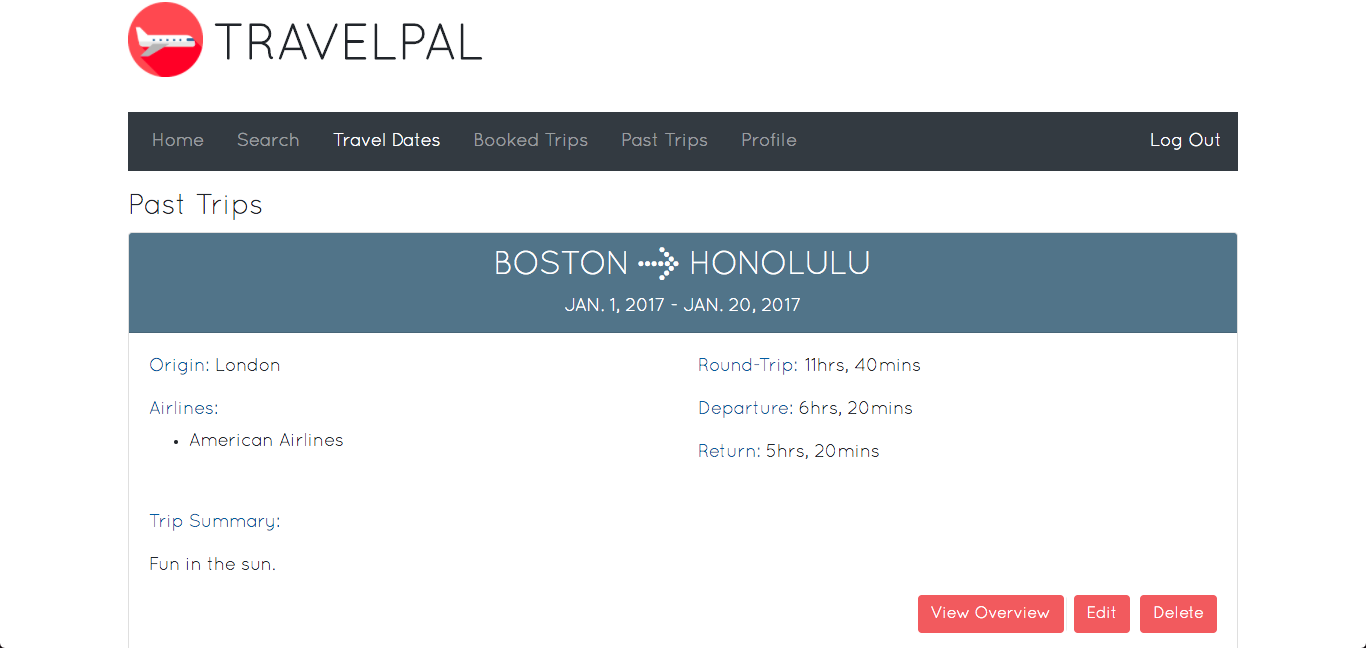 TRAVELPAL
Home Search Travel Dates Booked Trips Past Trips Profile Log Out
Past Trips
BOSTON HONOLULU
JAN. 1, 2017 - JAN. 20, 2017
Origin: London
Airlines:
• American Airlines
Round-Trip: 11hrs, 40mins
Departure: 6hrs, 20mins
Return: 5hrs, 20mins
Trip Summary:
Fun in the sun.
View Overview Edit Delete